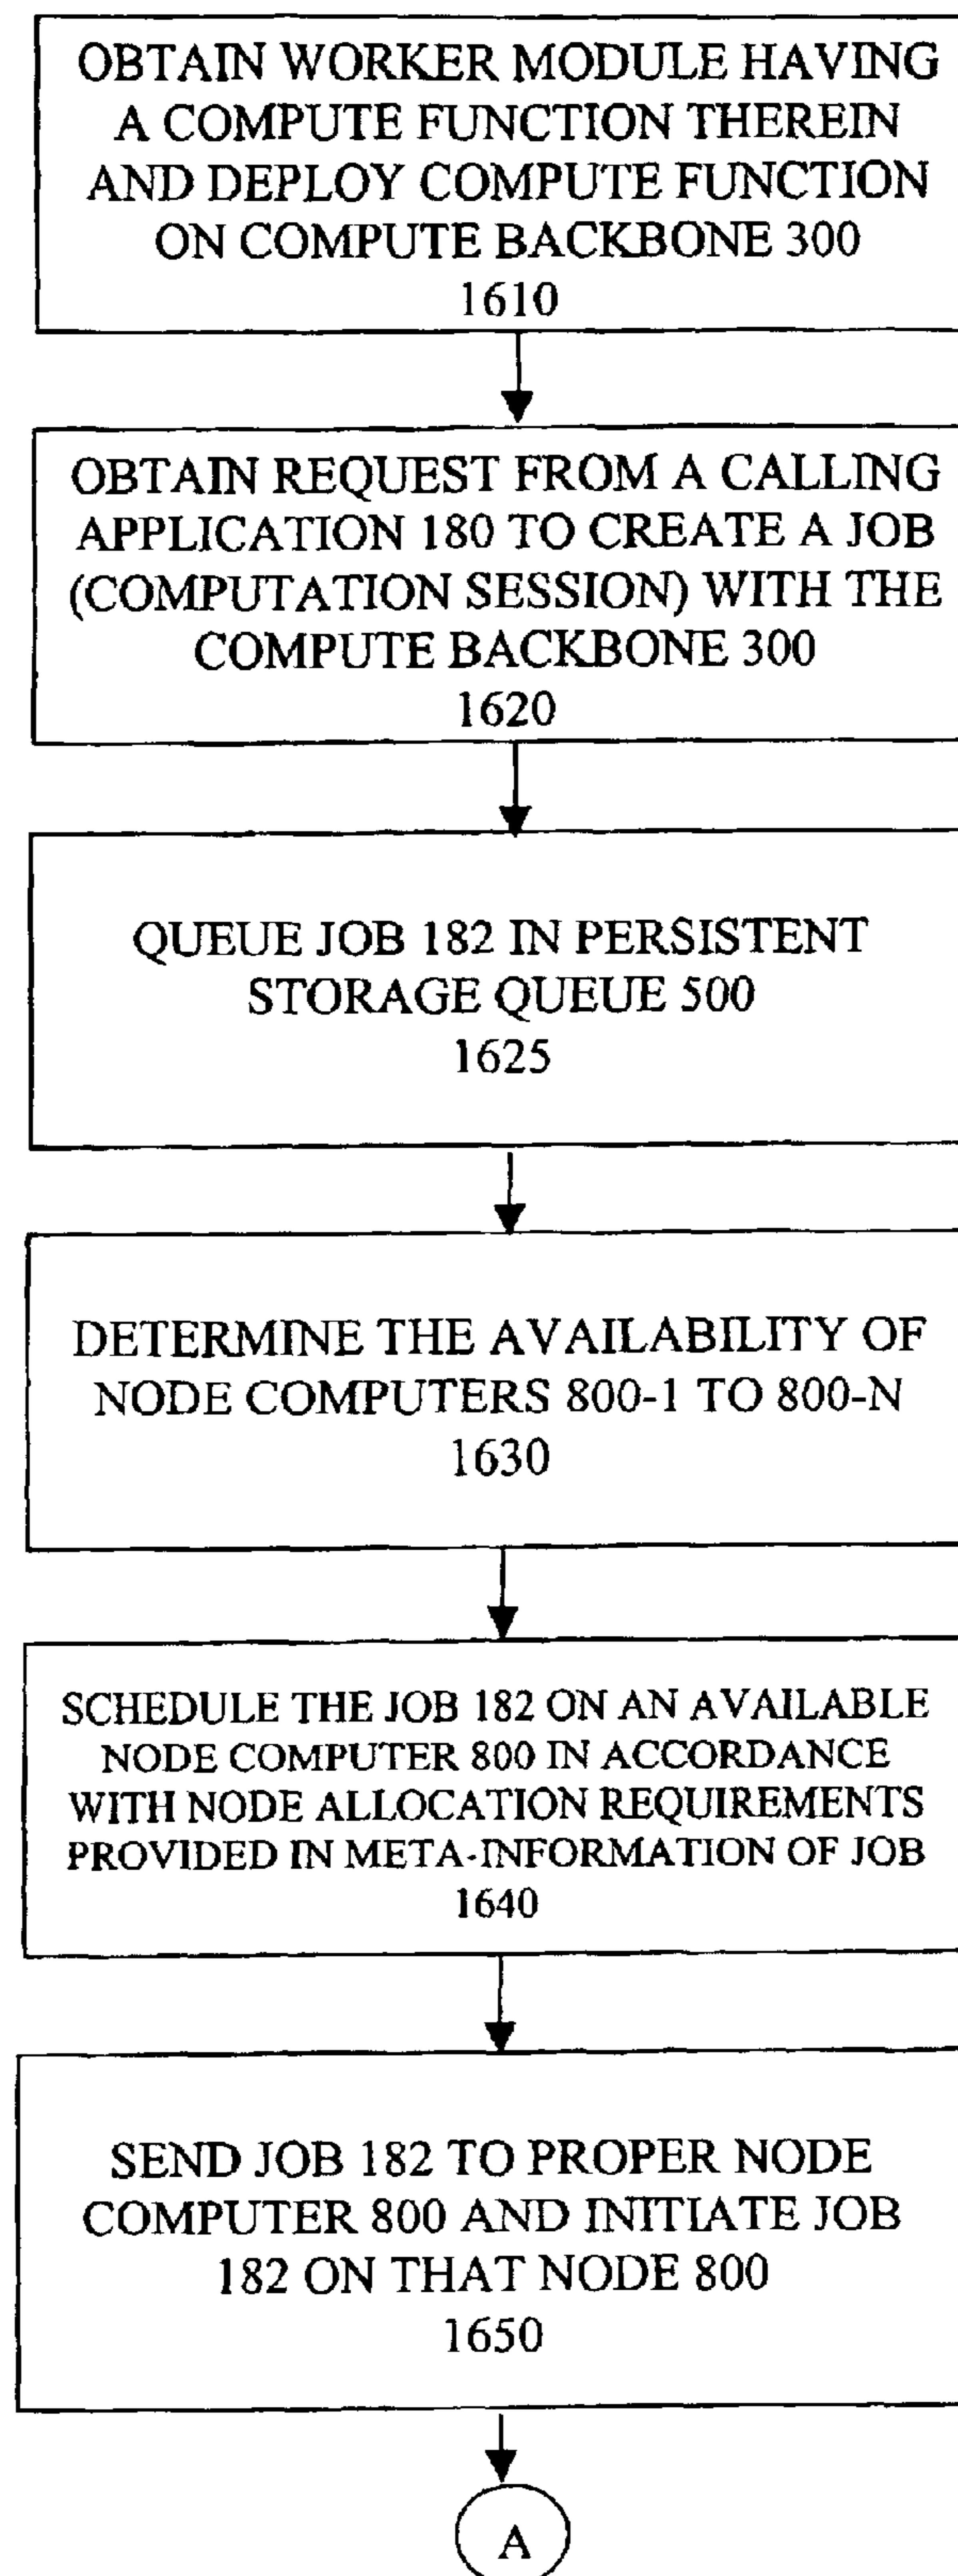 OBTAIN WORKER MODULE HAVING
A COMPUTE FUNCTION THEREIN
AND DEPLOY COMPUTE FUNCTION
ON COMPUTE BACKBONE 300
1610
OBTAIN REQUEST FROM A CALLING
APPLICATION 180 TO CREATE A JOB
(COMPUTATION SESSION) WITH THE
COMPUTE BACKBONE 300
1620
QUEUE JOB 182 IN PERSISTENT
STORAGE QUEUE 500
1625
DETERMINE THE AVAILABILITY OF
NODE COMPUTERS 800-1 TO 800-N
1630
SCHEDULE THE JOB 182 ON AN AVAILABLE
NODE COMPUTER 800 IN ACCORDANCE
WITH NODE ALLOCATION REQUIREMENTS
PROVIDED IN META-INFORMATION OF JOB
1640
SEND JOB 182 TO PROPER NODE
COMPUTER 800 AND INITIATE JOB
182 ON THAT NODE 800
1650
A